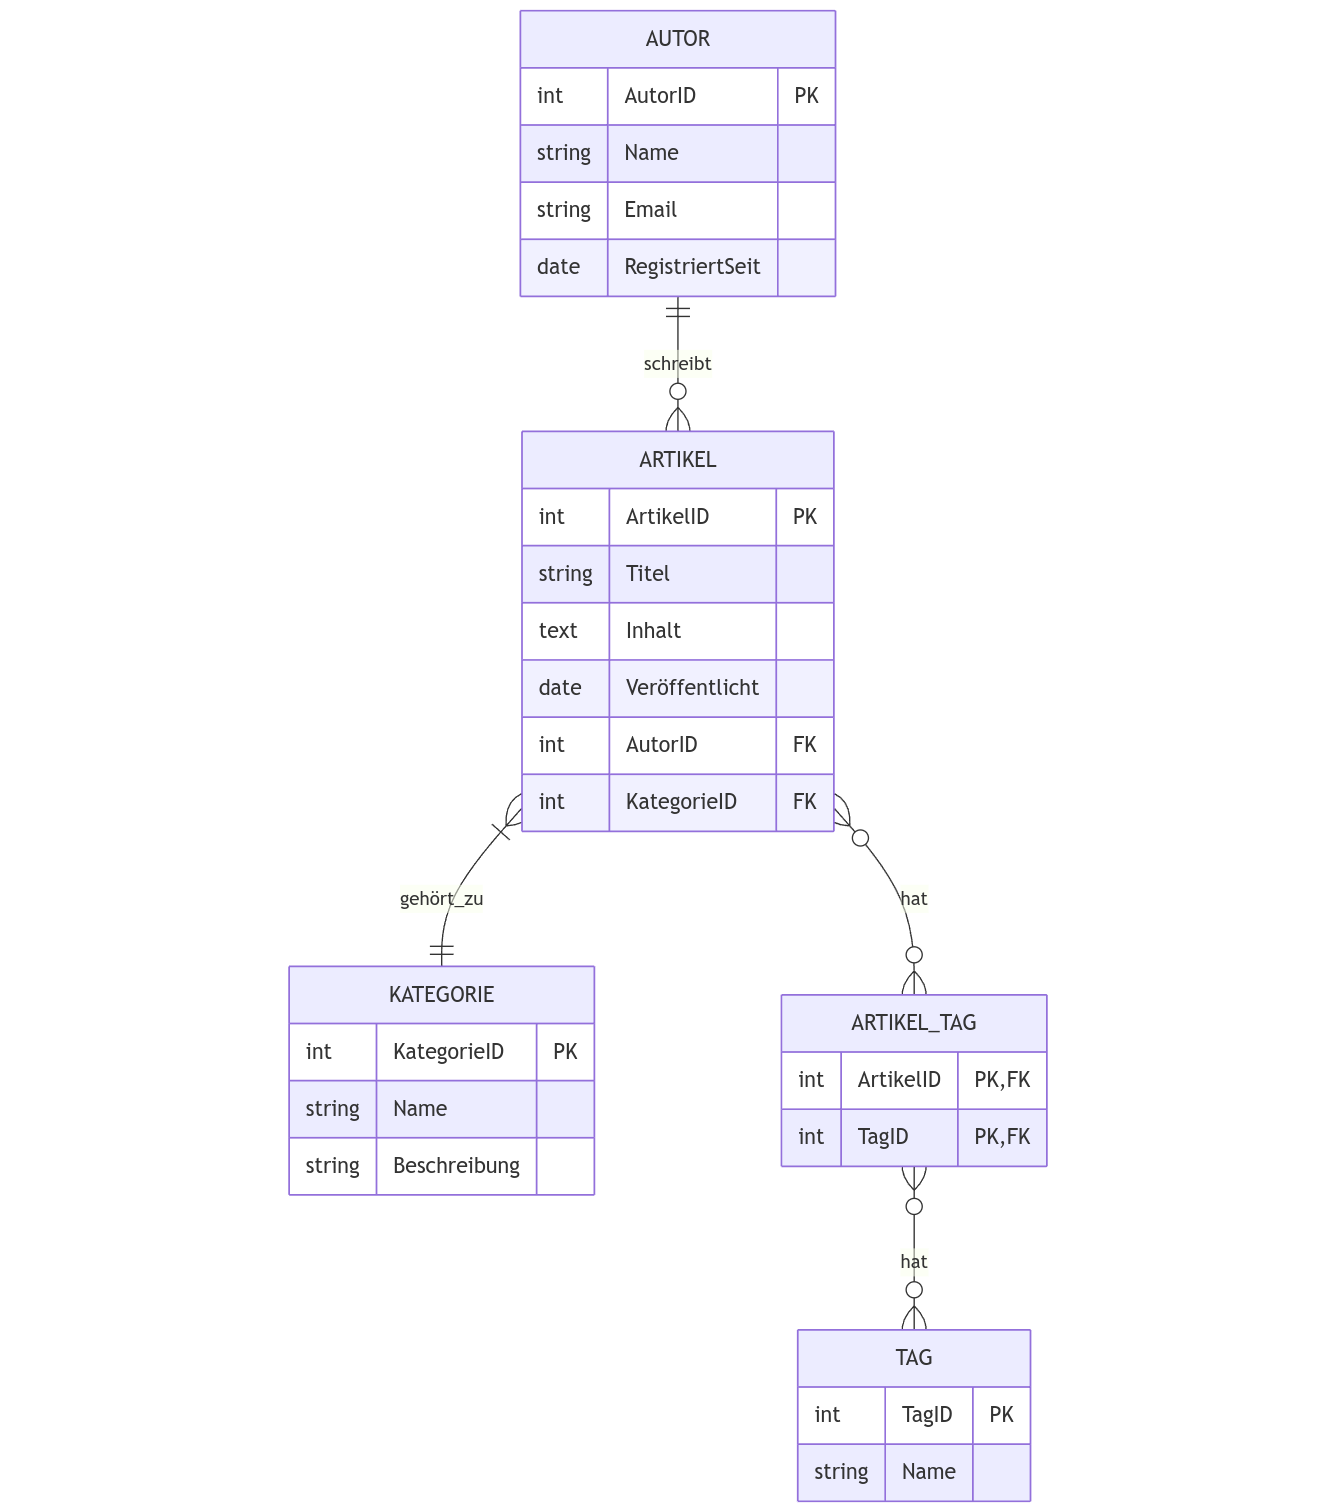 AUTOR
int AutorID PK
string Name
string Email
date RegistriertSeit
schreibt
ARTIKEL
int ArtikelID PK
string Titel
text Inhalt
date Veröffentlicht
int AutorID FK
int KategorieID FK
gehört_zu
hat
KATEGORIE
int KategorieID PK
string Name
string Beschreibung
ARTIKEL_TAG
int ArtikelID PK,FK
int TagID PK,FK
hat
TAG
int TagID PK
string Name